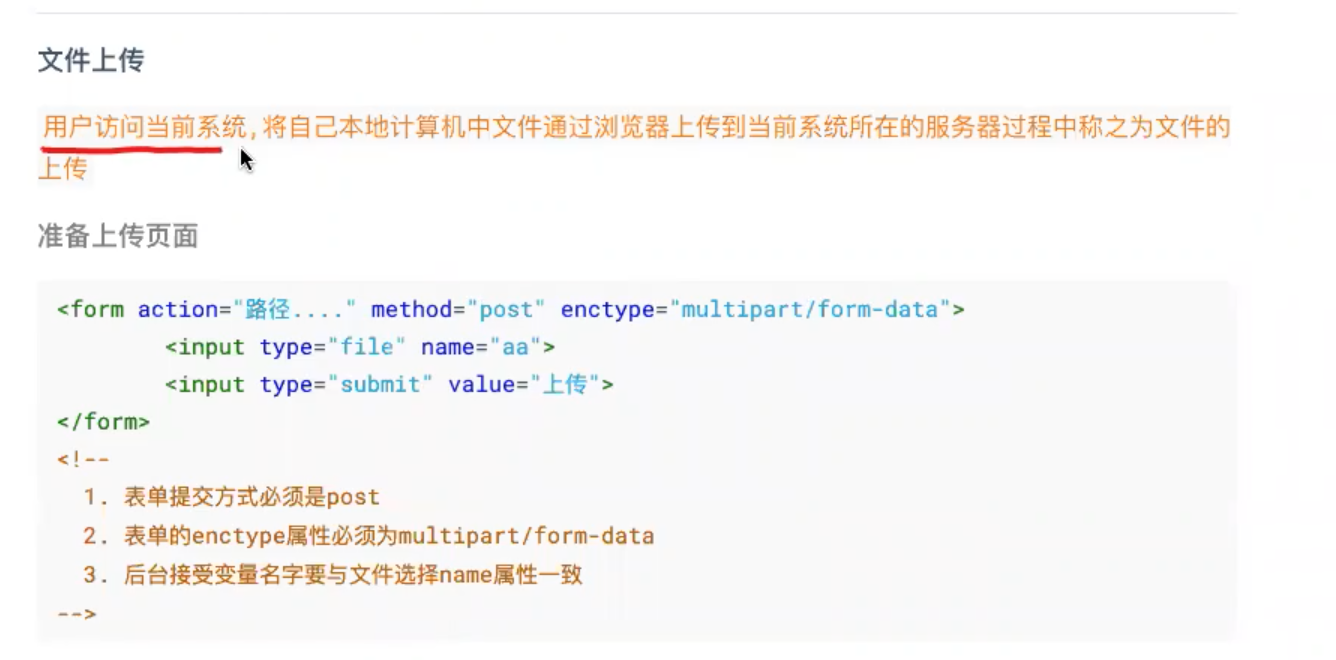 文件上传
用户访问当前系统,将自己本地计算机中文件通过浏览器上传到当前系统所在的服务器过程中称之为文件的
上传
准备上传页面
<form action="路径...." method="post" enctype="multipart/form-data">
<input type="file" name="aa">
<input type="submit" value="上传">
</form>
<!--
1. 表单提交方式必须是post
2. 表单的enctype属性必须为multipart/form-data
3. 后台接受变量名字要与文件选择name属性一致
-->